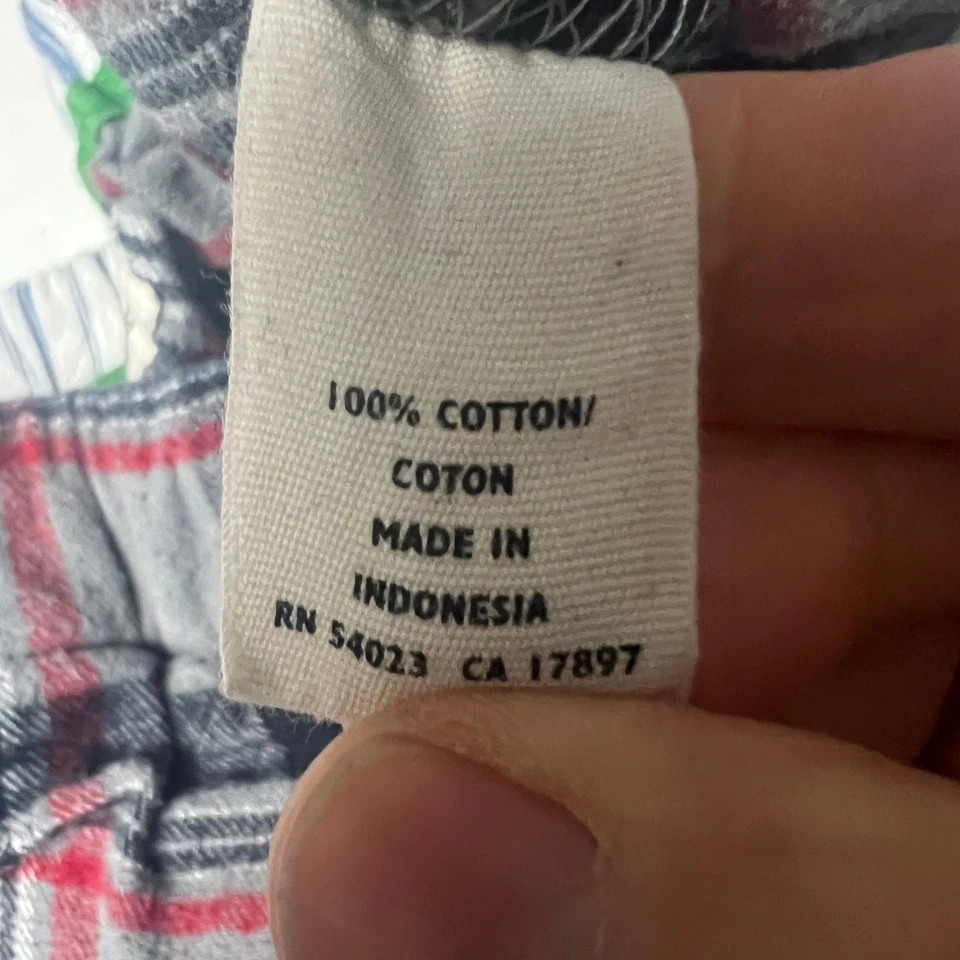 100% COTTON/
COTON
MADE IN
INDONESIA
RN 54023 CA 17897